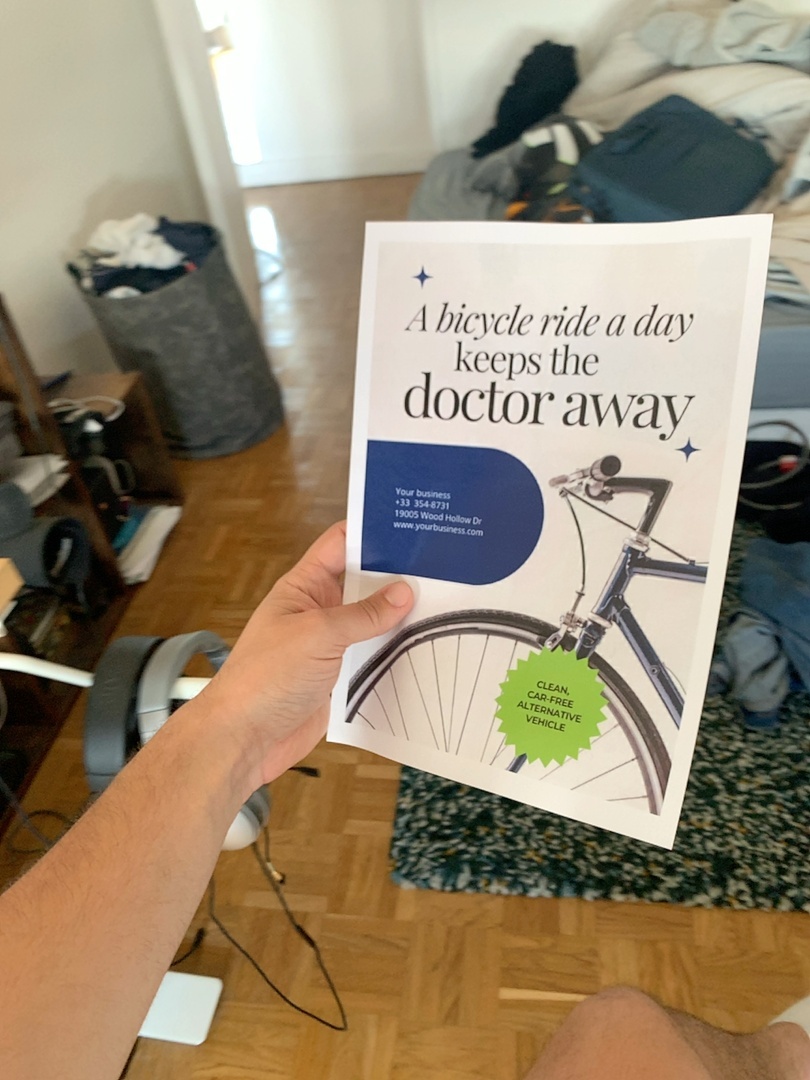 A bicycle ride a day
keeps the
doctor away
Your business
+33 354-8731
19005 Wood Hollow Dr
www.yourbusiness.com
CLEAN,
CAR-FREE
ALTERNATIVE
VEHICLE